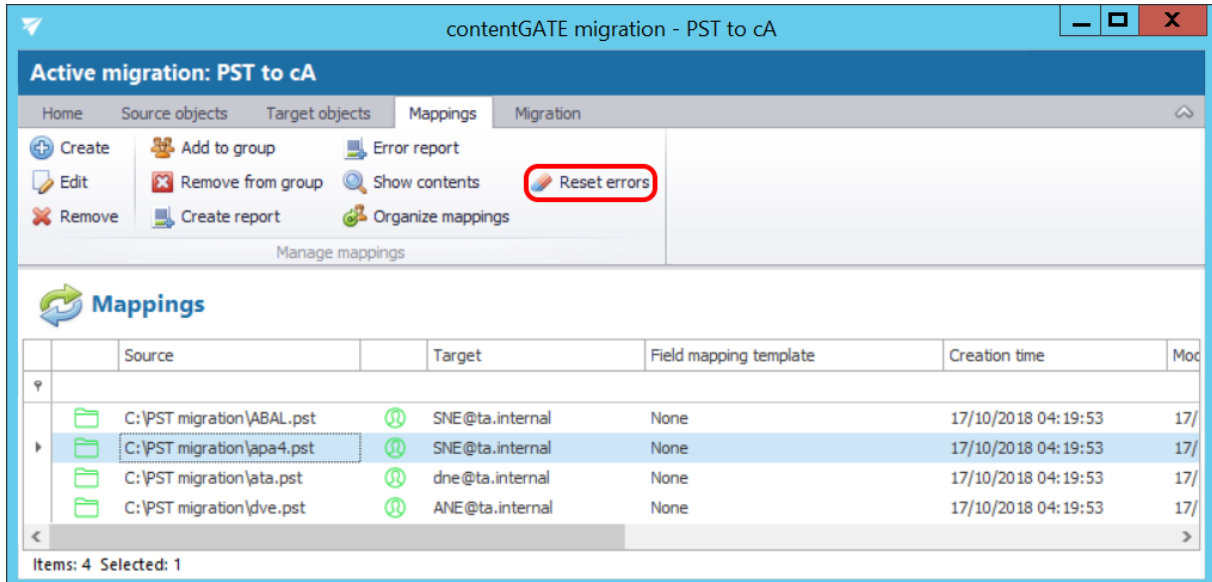 contentGATE migration - PST to cA
Active migration: PST to cA
Home Source objects Target objects Mappings Migration
Create Add to group Error report
Edit Remove from group Show contents Reset errors
Remove Create report Organize mappings
Manage mappings
Mappings
Source Target Field mapping template Creation time Mod
C:\PST migration\ABAL.pst SNE@ta.internal None 17/10/2018 04:19:53 17/
C:\PST migration\apa4.pst SNE@ta.internal None 17/10/2018 04:19:53 17/
C:\PST migration\ata.pst dne@ta.internal None 17/10/2018 04:19:53 17/
C:\PST migration\dve.pst ANE@ta.internal None 17/10/2018 04:19:53 17/
Items: 4 Selected: 1